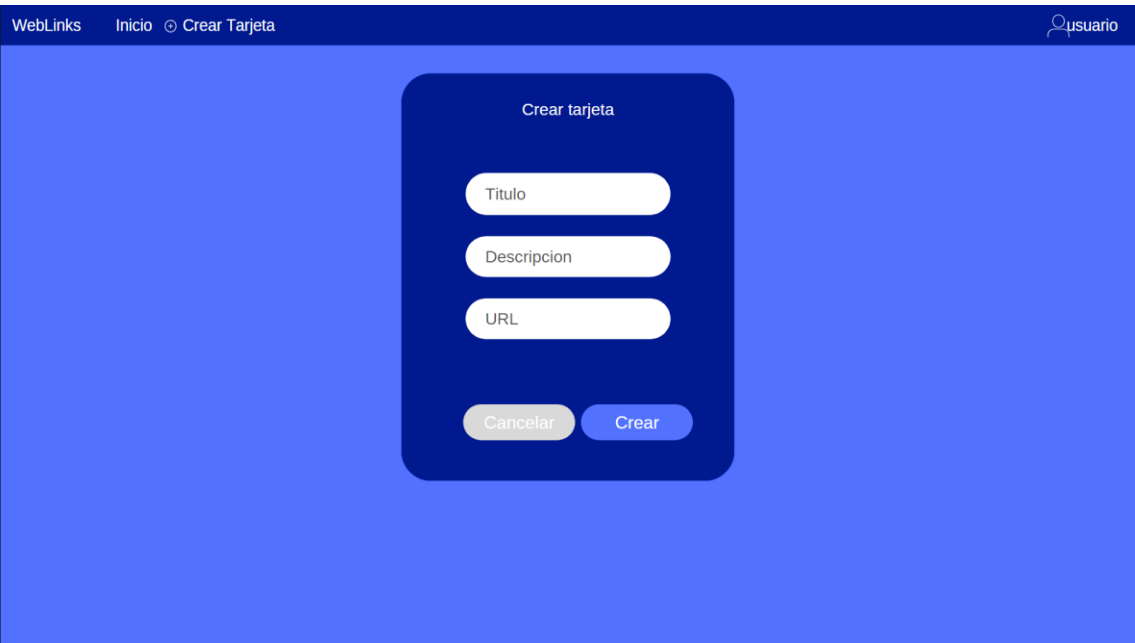 WebLinks Inicio Crear Tarjeta usuario
Crear tarjeta
Titulo
Descripcion
URL
Cancelar Crear